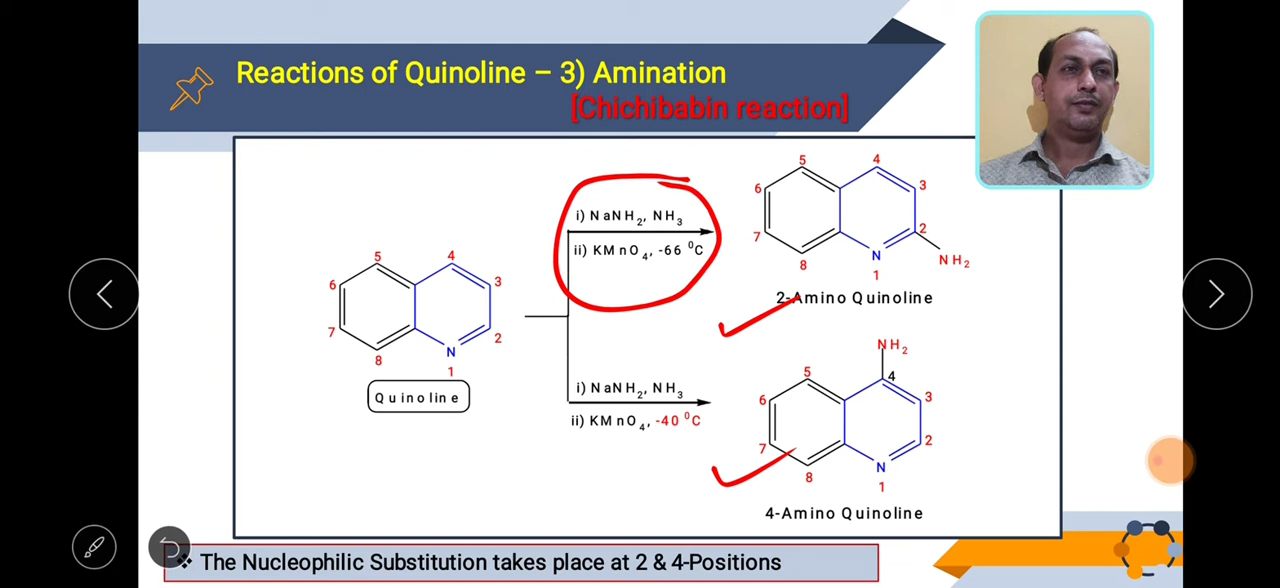 Reactions of Quinoline – 3) Amination
[Chichibabin reaction]
5
4
6
3
7
2
8
N
1
Quinoline
i) NaNH2, NH3
ii) KMnO4, -66 0C
5
4
6
3
7
2
8
N
1
NH2
2-Amino Quinoline
i) NaNH2, NH3
ii) KMnO4, -40 0C
NH2
5
4
6
3
7
2
8
N
1
4-Amino Quinoline
❖ The Nucleophilic Substitution takes place at 2 & 4-Positions